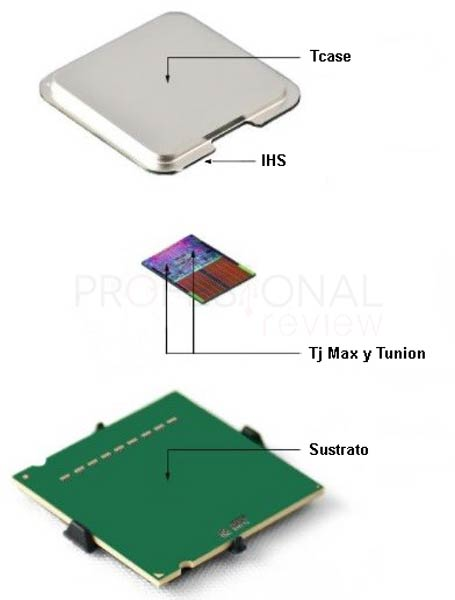 Tcase
IHS
PROFESIONAL
review
Tj Max y Tunion
Sustrato